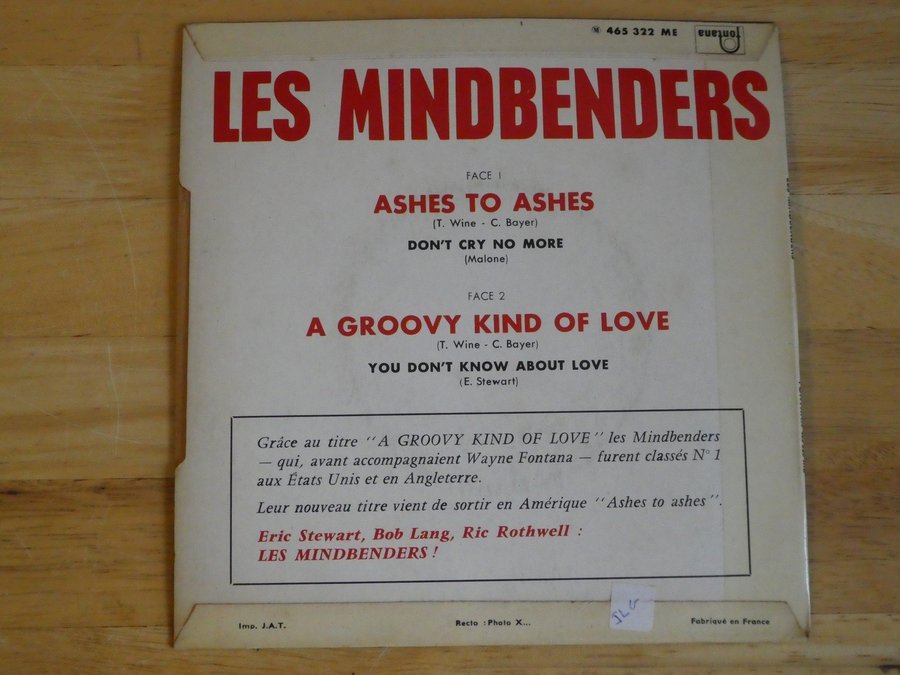 Ⓜ 465 322 ME
fontana
LES MINDBENDERS
FACE 1
ASHES TO ASHES
(T. Wine - C. Bayer)
DON'T CRY NO MORE
(Malone)
FACE 2
A GROOVY KIND OF LOVE
(T. Wine - C. Bayer)
YOU DON'T KNOW ABOUT LOVE
(E. Stewart)
Grâce au titre "A GROOVY KIND OF LOVE" les Mindbenders
— qui, avant accompagnaient Wayne Fontana — furent classés N° 1
aux États Unis et en Angleterre.
Leur nouveau titre vient de sortir en Amérique "Ashes to ashes".
Eric Stewart, Bob Lang, Ric Rothwell :
LES MINDBENDERS !
Imp. J.A.T.
Recto : Photo X...
Fabriqué en France